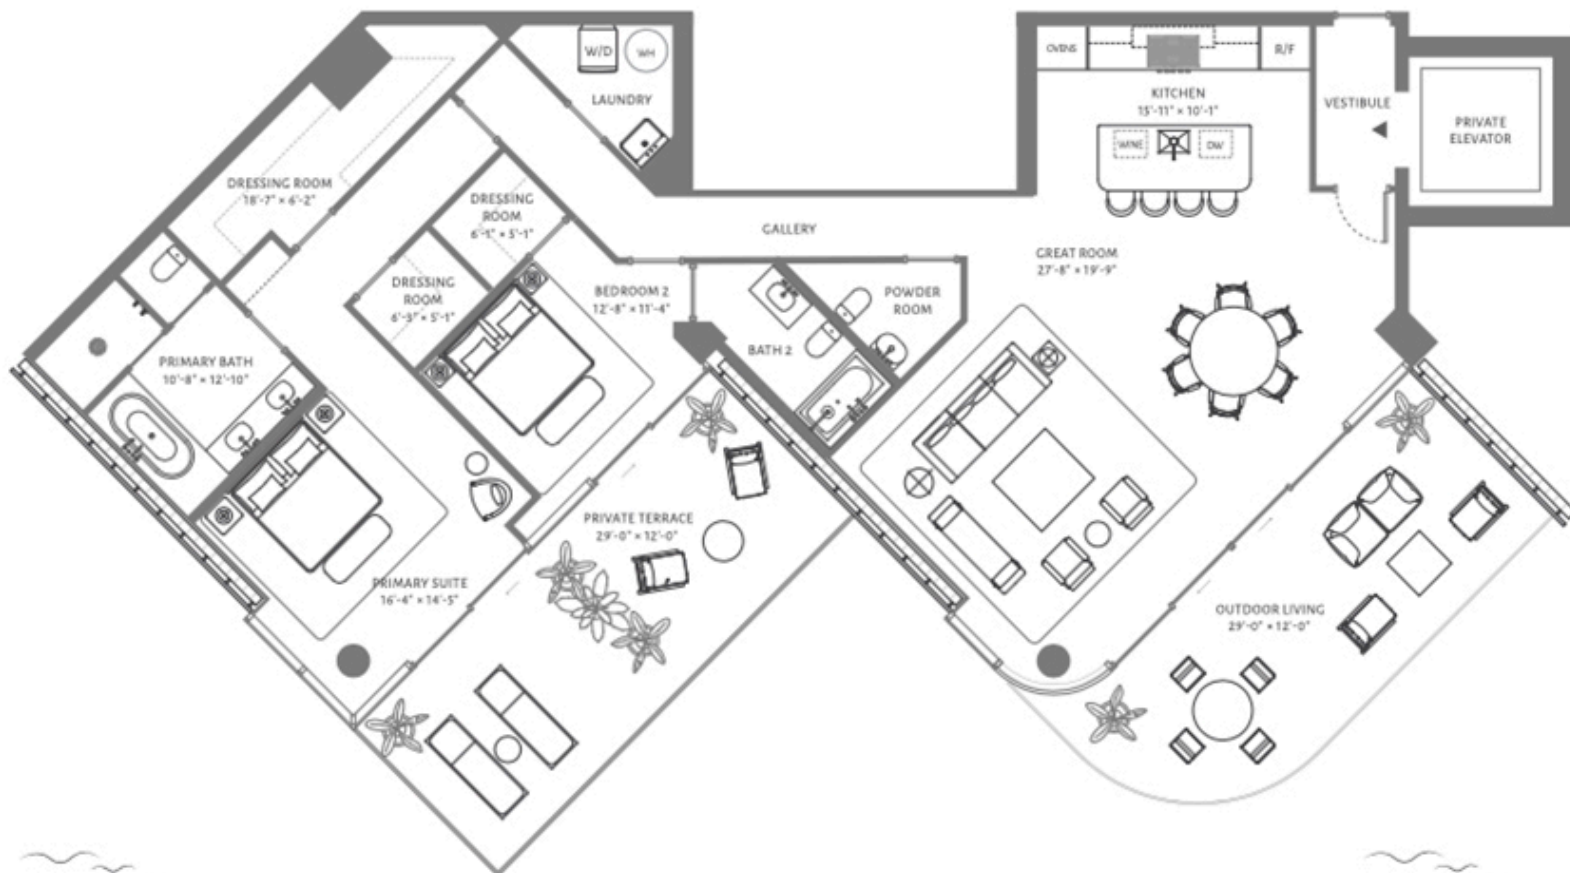 W/D
WH
LAUNDRY
OVENS
R/F
KITCHEN
15'-11" × 10'-1"
VESTIBULE
PRIVATE
ELEVATOR
WINE
DW
DRESSING ROOM
18'-7" × 6'-2"
DRESSING
ROOM
6'-1" × 5'-1"
GALLERY
GREAT ROOM
27'-8" × 19'-9"
DRESSING
ROOM
6'-3" × 5'-1"
BEDROOM 2
12'-8" × 11'-4"
POWDER
ROOM
BATH 2
PRIMARY BATH
10'-8" × 12'-10"
PRIVATE TERRACE
29'-0" × 12'-0"
PRIMARY SUITE
16'-4" × 14'-5"
OUTDOOR LIVING
29'-0" × 12'-0"